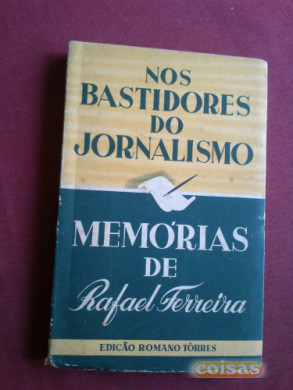 NOS
BASTIDORES
DO
JORNALISMO
MEMÓRIAS
DE
Rafael Ferreira
EDIÇÃO ROMANO TÔRRES
coisas